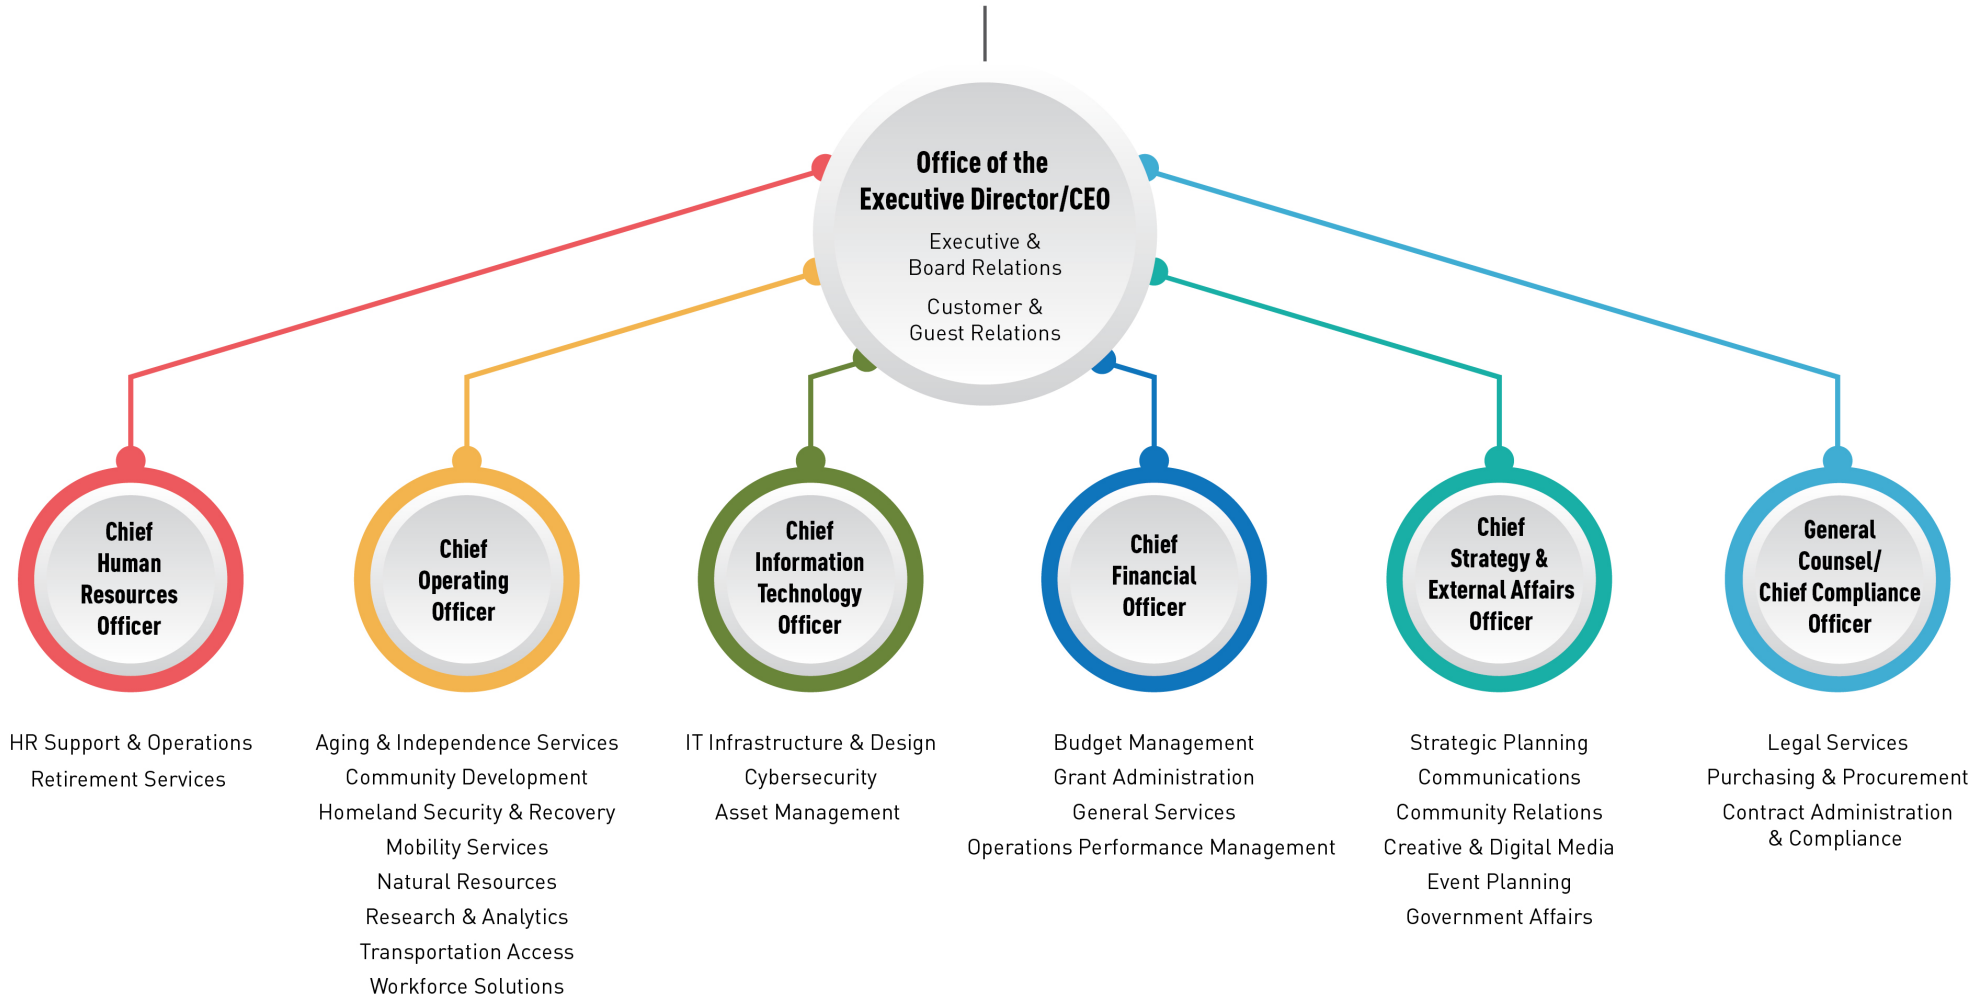 Office of the
Executive Director/CEO
Executive &
Board Relations
Customer &
Guest Relations
Chief
Human
Resources
Officer
HR Support & Operations
Retirement Services
Chief
Operating
Officer
Aging & Independence Services
Community Development
Homeland Security & Recovery
Mobility Services
Natural Resources
Research & Analytics
Transportation Access
Workforce Solutions
Chief
Information
Technology
Officer
IT Infrastructure & Design
Cybersecurity
Asset Management
Chief
Financial
Officer
Budget Management
Grant Administration
General Services
Operations Performance Management
Chief
Strategy &
External Affairs
Officer
Strategic Planning
Communications
Community Relations
Creative & Digital Media
Event Planning
Government Affairs
General
Counsel/
Chief Compliance
Officer
Legal Services
Purchasing & Procurement
Contract Administration
& Compliance